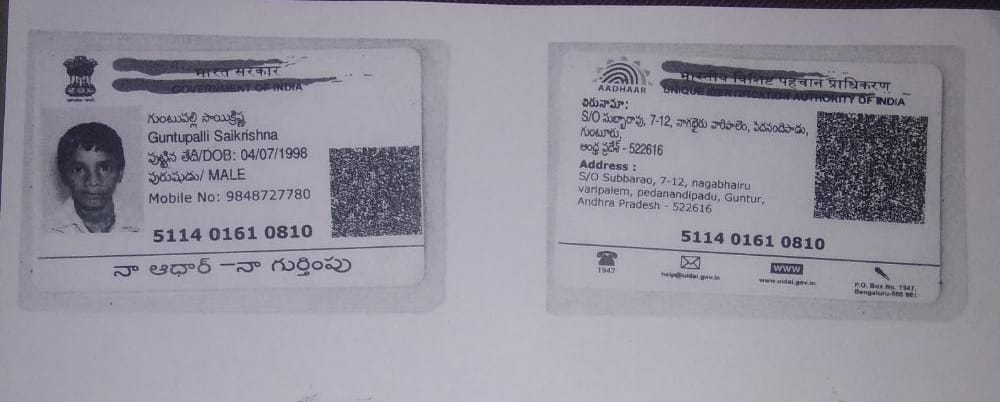 भारत सरकार
GOVERNMENT OF INDIA
గుంటుపల్లి సాయిక్రిష్ణ
Guntupalli Saikrishna
పుట్టిన తేదీ/DOB: 04/07/1998
పురుషుడు/ MALE
Mobile No: 9848727780
5114 0161 0810
నా ఆధార్ –నా గుర్తింపు
AADHAAR
भारतीय विशिष्ट पहचान प्राधिकरण
UNIQUE IDENTIFICATION AUTHORITY OF INDIA
చిరునామా:
S/O సుబ్బారావు, 7-12, నాగభైరు వారిపాలెం, పెదనందిపాడు,
గుంటూరు,
ఆంధ్ర ప్రదేశ్ - 522616
Address :
S/O Subbarao, 7-12, nagabhairu
varipalem, pedanandipadu, Guntur,
Andhra Pradesh - 522616
5114 0161 0810
1947
help@uidai.gov.in
www
www.uidai.gov.in
P.O. Box No. 1947,
Bengaluru-560 001